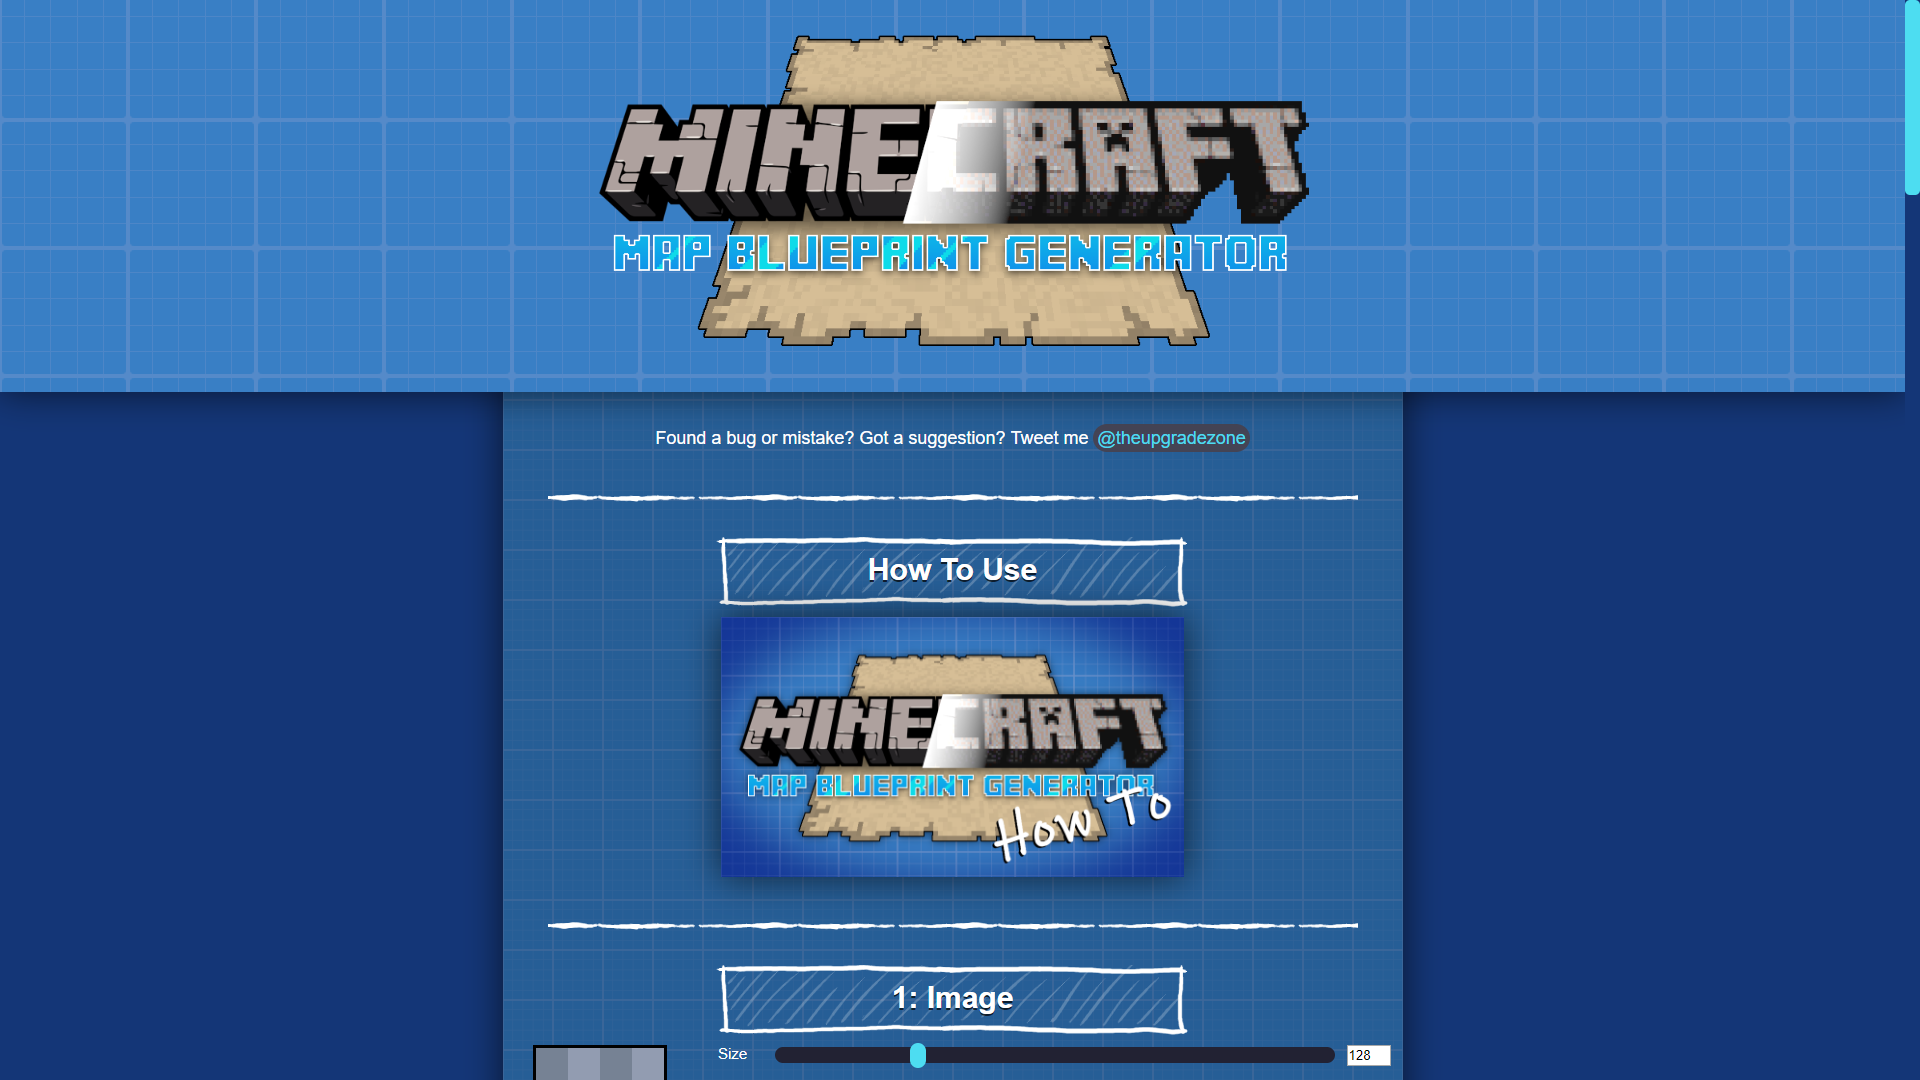 MINECRAFT
MAP BLUEPRINT GENERATOR
Found a bug or mistake? Got a suggestion? Tweet me @theupgradezone
How To Use
MINECRAFT
MAP BLUEPRINT GENERATOR
How To
1: Image
Size 128